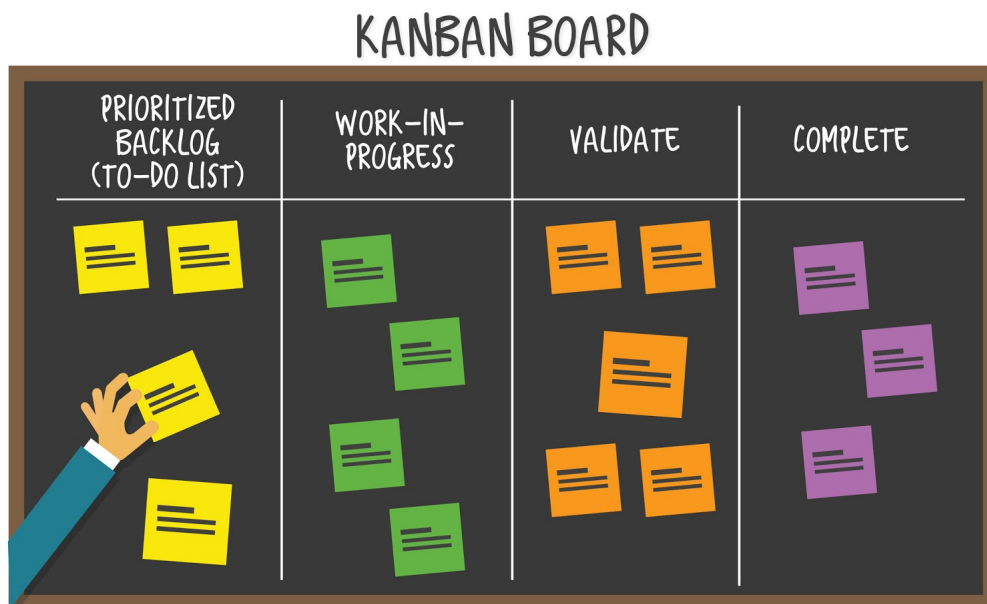 KANBAN BOARD
PRIORITIZED
BACKLOG
(TO-DO LIST)
WORK-IN-
PROGRESS
VALIDATE
COMPLETE